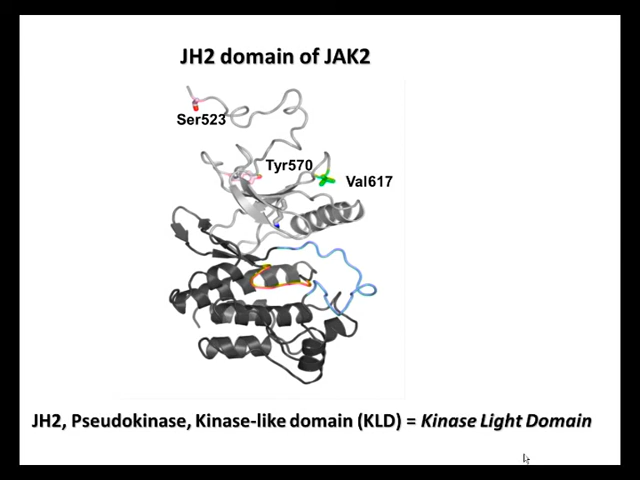 JH2 domain of JAK2
Ser523
Tyr570
Val617
JH2, Pseudokinase, Kinase-like domain (KLD) = Kinase Light Domain